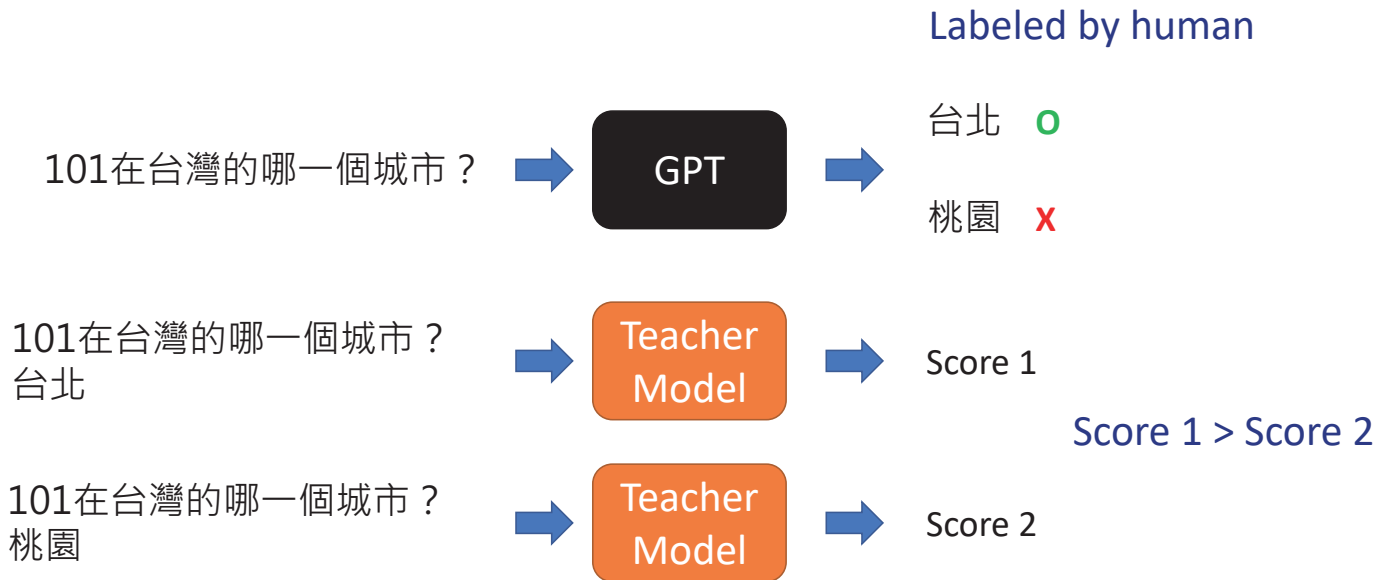 Labeled by human
101在台灣的哪一個城市？
GPT
台北 O
桃園 X
101在台灣的哪一個城市？
台北
Teacher
Model
Score 1
Score 1 > Score 2
101在台灣的哪一個城市？
桃園
Teacher
Model
Score 2